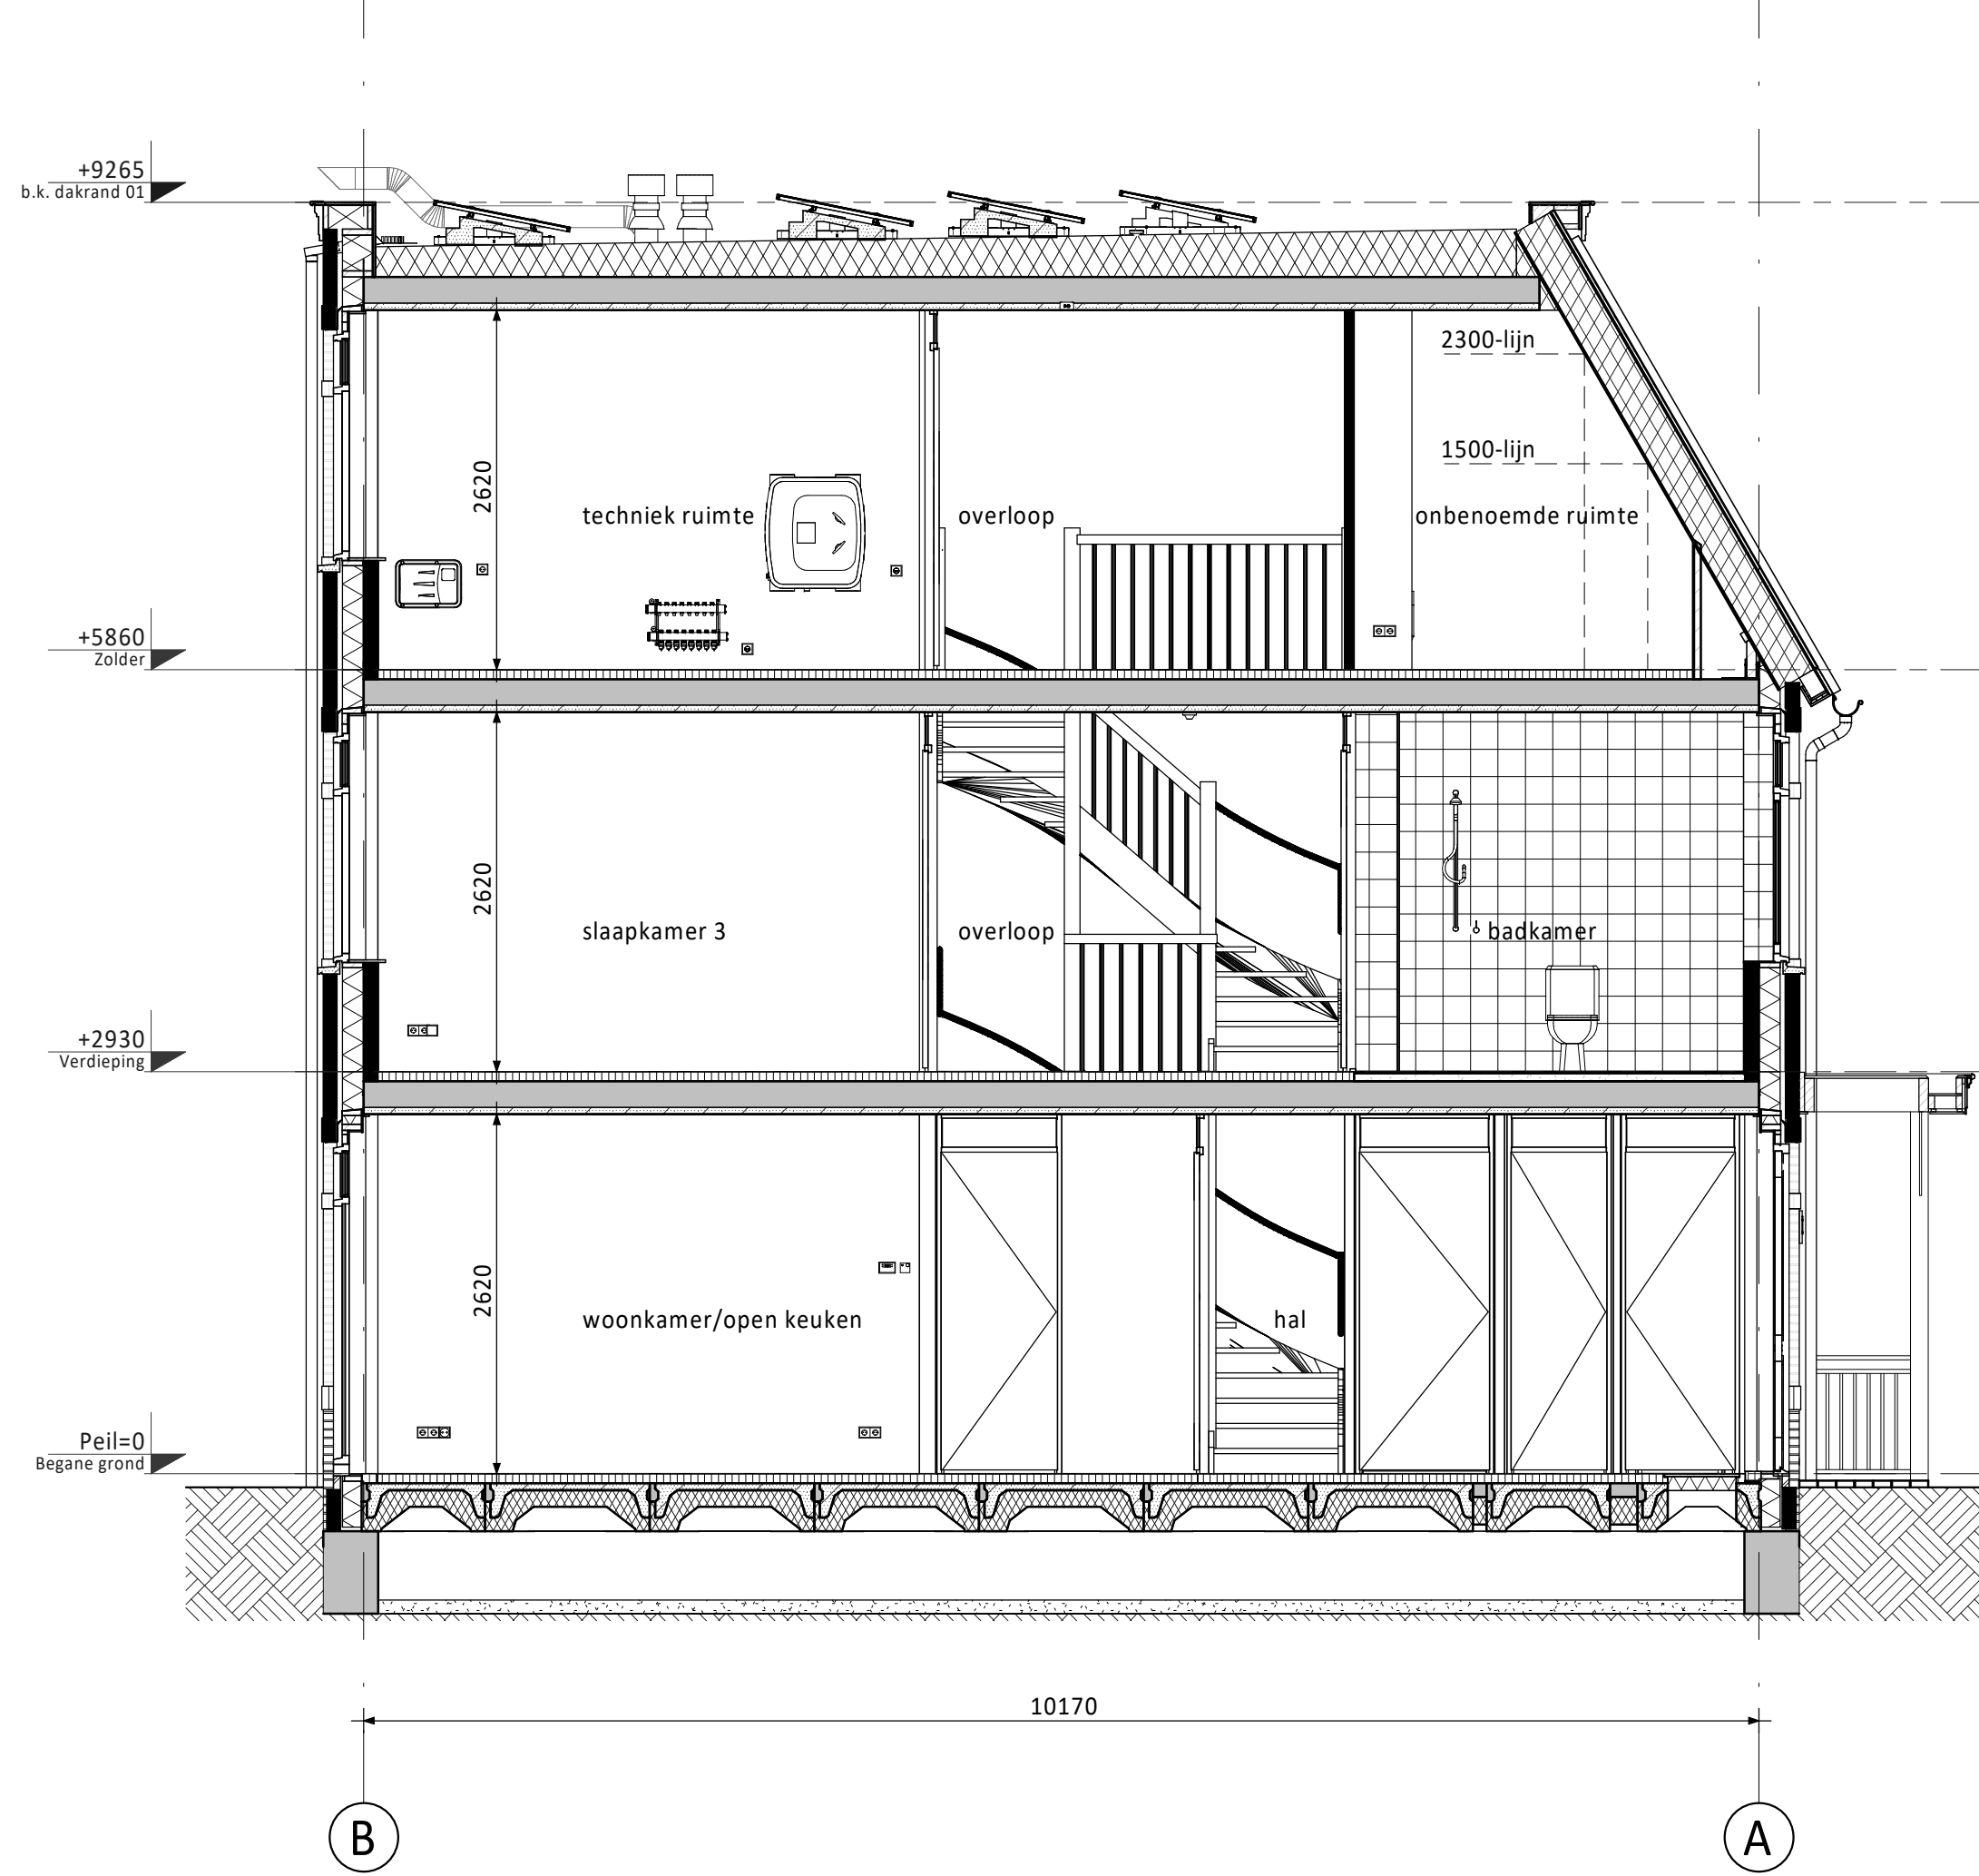 +9265
b.k. dakrand 01
2300-lijn
1500-lijn
2620
techniek ruimte
overloop
onbenoemde ruimte
+5860
Zolder
2620
slaapkamer 3
overloop
badkamer
+2930
Verdieping
2620
woonkamer/open keuken
hal
Peil=0
Begane grond
10170
B
A